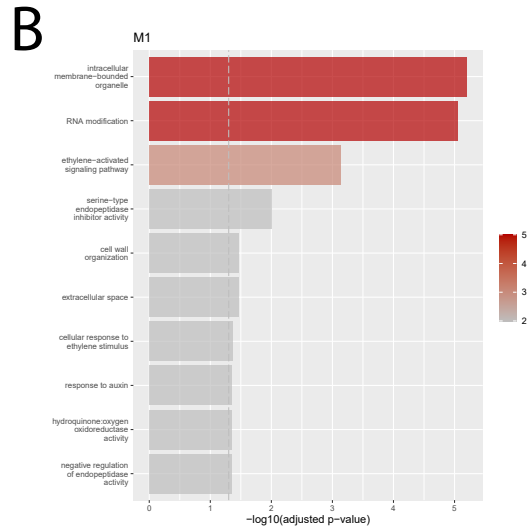 B
M1
intracellular
membrane−bounded
organelle
RNA modification
ethylene−activated
signaling pathway
serine−type
endopeptidase
inhibitor activity
cell wall
organization
extracellular space
cellular response to
ethylene stimulus
response to auxin
hydroquinone:oxygen
oxidoreductase
activity
negative regulation
of endopeptidase
activity
0 1 2 3 4 5
−log10(adjusted p−value)
5
4
3
2